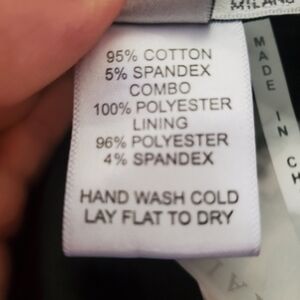 MILANO
95% COTTON
5% SPANDEX
COMBO
100% POLYESTER
LINING
96% POLYESTER
4% SPANDEX
HAND WASH COLD
LAY FLAT TO DRY
MADE IN